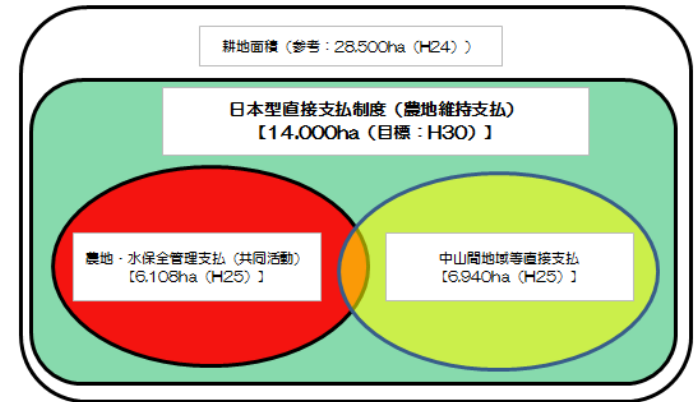 耕地面積（参考：28.500ha（H24））
日本型直接支払制度（農地維持支払）
【14.000ha（目標：H30）】
農地・水保全管理支払（共同活動）
【6.108ha（H25）】
中山間地域等直接支払
【6.940ha（H25）】